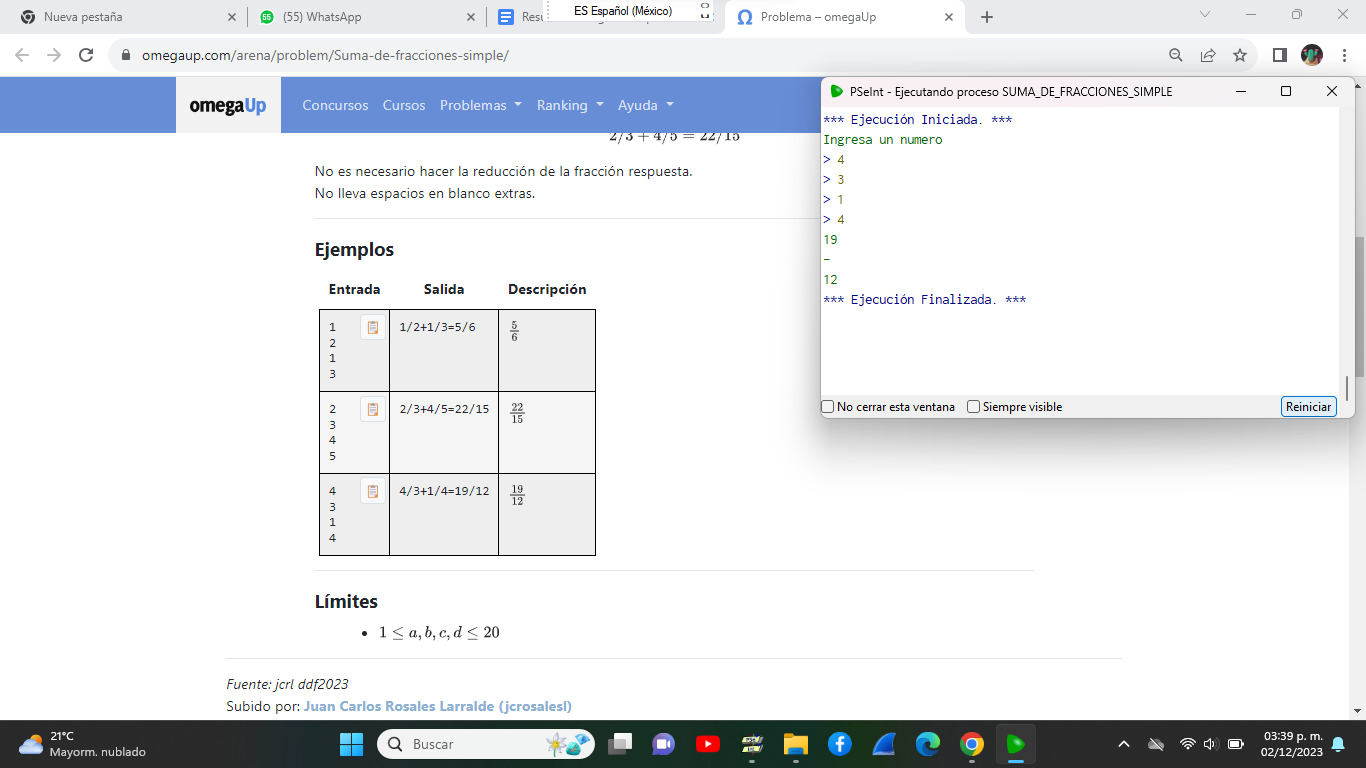 Nueva pestaña
(55) WhatsApp
ES Español (México)
Problema – omegaUp
omegaup.com/arena/problem/Suma-de-fracciones-simple/
omegaUp
Concursos
Cursos
Problemas
Ranking
Ayuda
2/3 + 4/5 = 22/15
No es necesario hacer la reducción de la fracción respuesta.
No lleva espacios en blanco extras.
Ejemplos
Entrada Salida Descripción
1 1/2+1/3=5/6 5/6
2
1
3
2 2/3+4/5=22/15 22/15
3
4
5
4 4/3+1/4=19/12 19/12
3
1
4
Límites
• 1 ≤ a, b, c, d ≤ 20
Fuente: jcrl ddf2023
Subido por: Juan Carlos Rosales Larralde (jcrosalesl)
PSeInt - Ejecutando proceso SUMA_DE_FRACCIONES_SIMPLE
*** Ejecución Iniciada. ***
Ingresa un numero
> 4
> 3
> 1
> 4
19
-
12
*** Ejecución Finalizada. ***
No cerrar esta ventana
Siempre visible
Reiniciar
21°C
Mayorm. nublado
Buscar
03:39 p. m.
02/12/2023